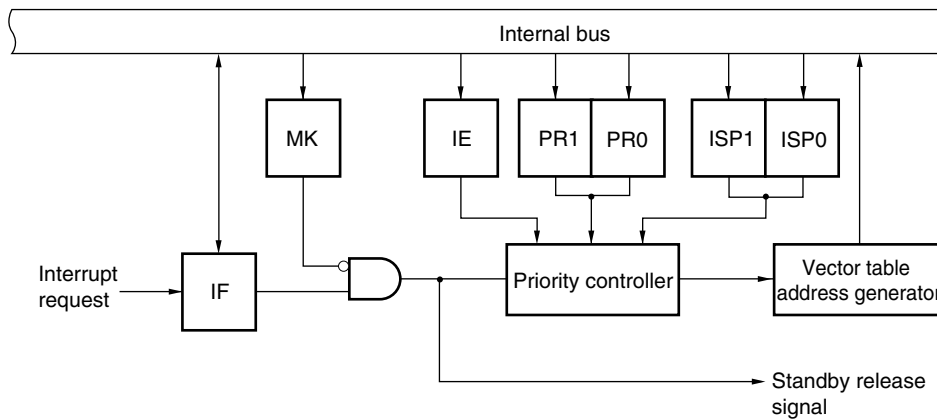 Internal bus
MK
IE
PR1
PR0
ISP1
ISP0
Interrupt
request
IF
Priority controller
Vector table
address generator
Standby release
signal